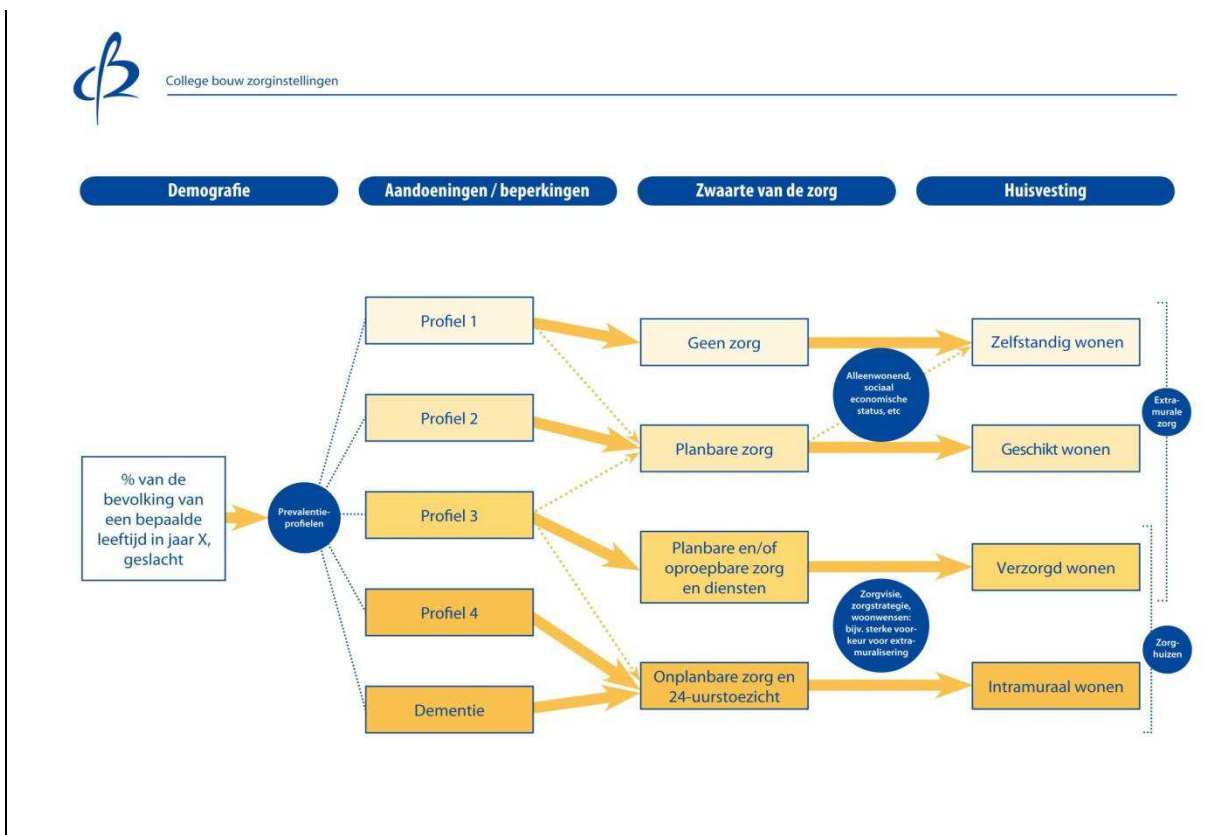 College bouw zorginstellingen
Demografie
Aandoeningen / beperkingen
Zwaarte van de zorg
Huisvesting
% van de
bevolking van
een bepaalde
leeftijd in jaar X,
geslacht
Prevalentie-
profielen
Profiel 1
Profiel 2
Profiel 3
Profiel 4
Dementie
Geen zorg
Planbare zorg
Planbare en/of
oproepbare zorg
en diensten
Onplanbare zorg en
24-uurstoezicht
Alleenwonend,
sociaal
economische
status, etc
Zorgvisie,
zorgstrategie,
woonwensen:
bijv. sterke voor-
keur voor extra-
muralisering
Zelfstandig wonen
Geschikt wonen
Verzorgd wonen
Intramuraal wonen
Extra-
murale
zorg
Zorg-
huizen